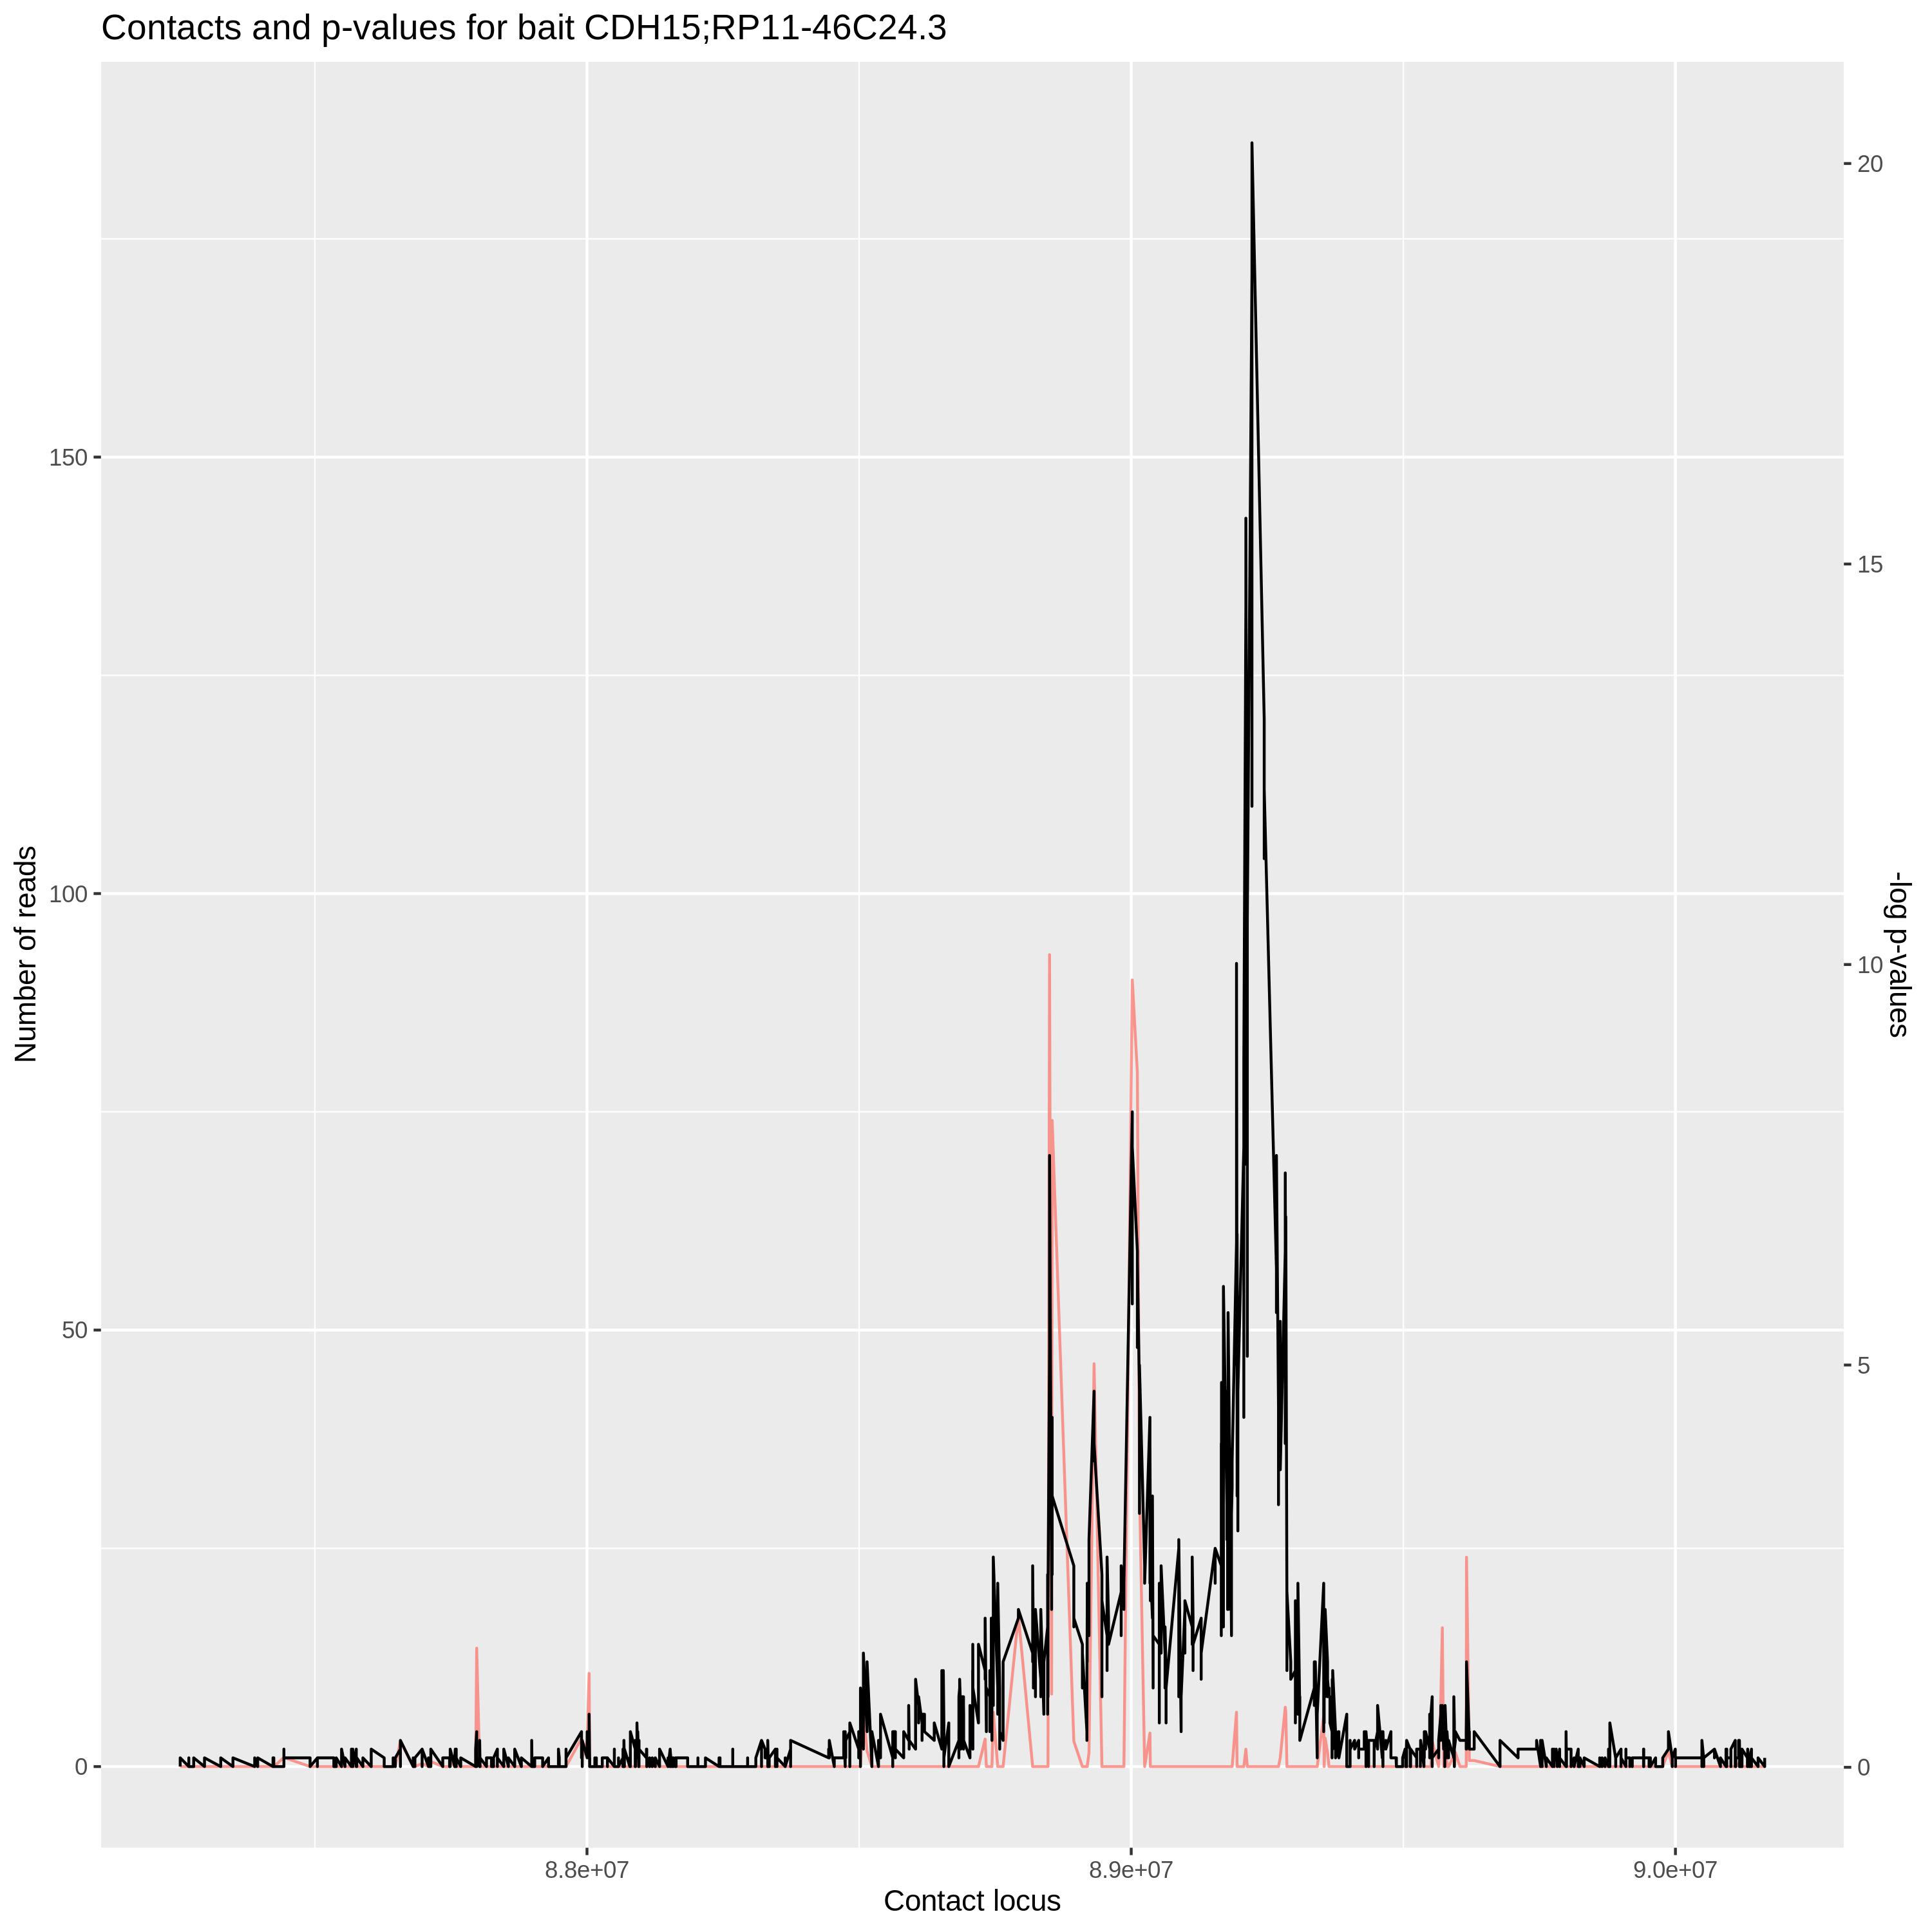 Contacts and p-values for bait CDH15;RP11-46C24.3
Number of reads
150
100
50
0
20
15
10
5
0
-log p-values
8.8e+07
8.9e+07
9.0e+07
Contact locus